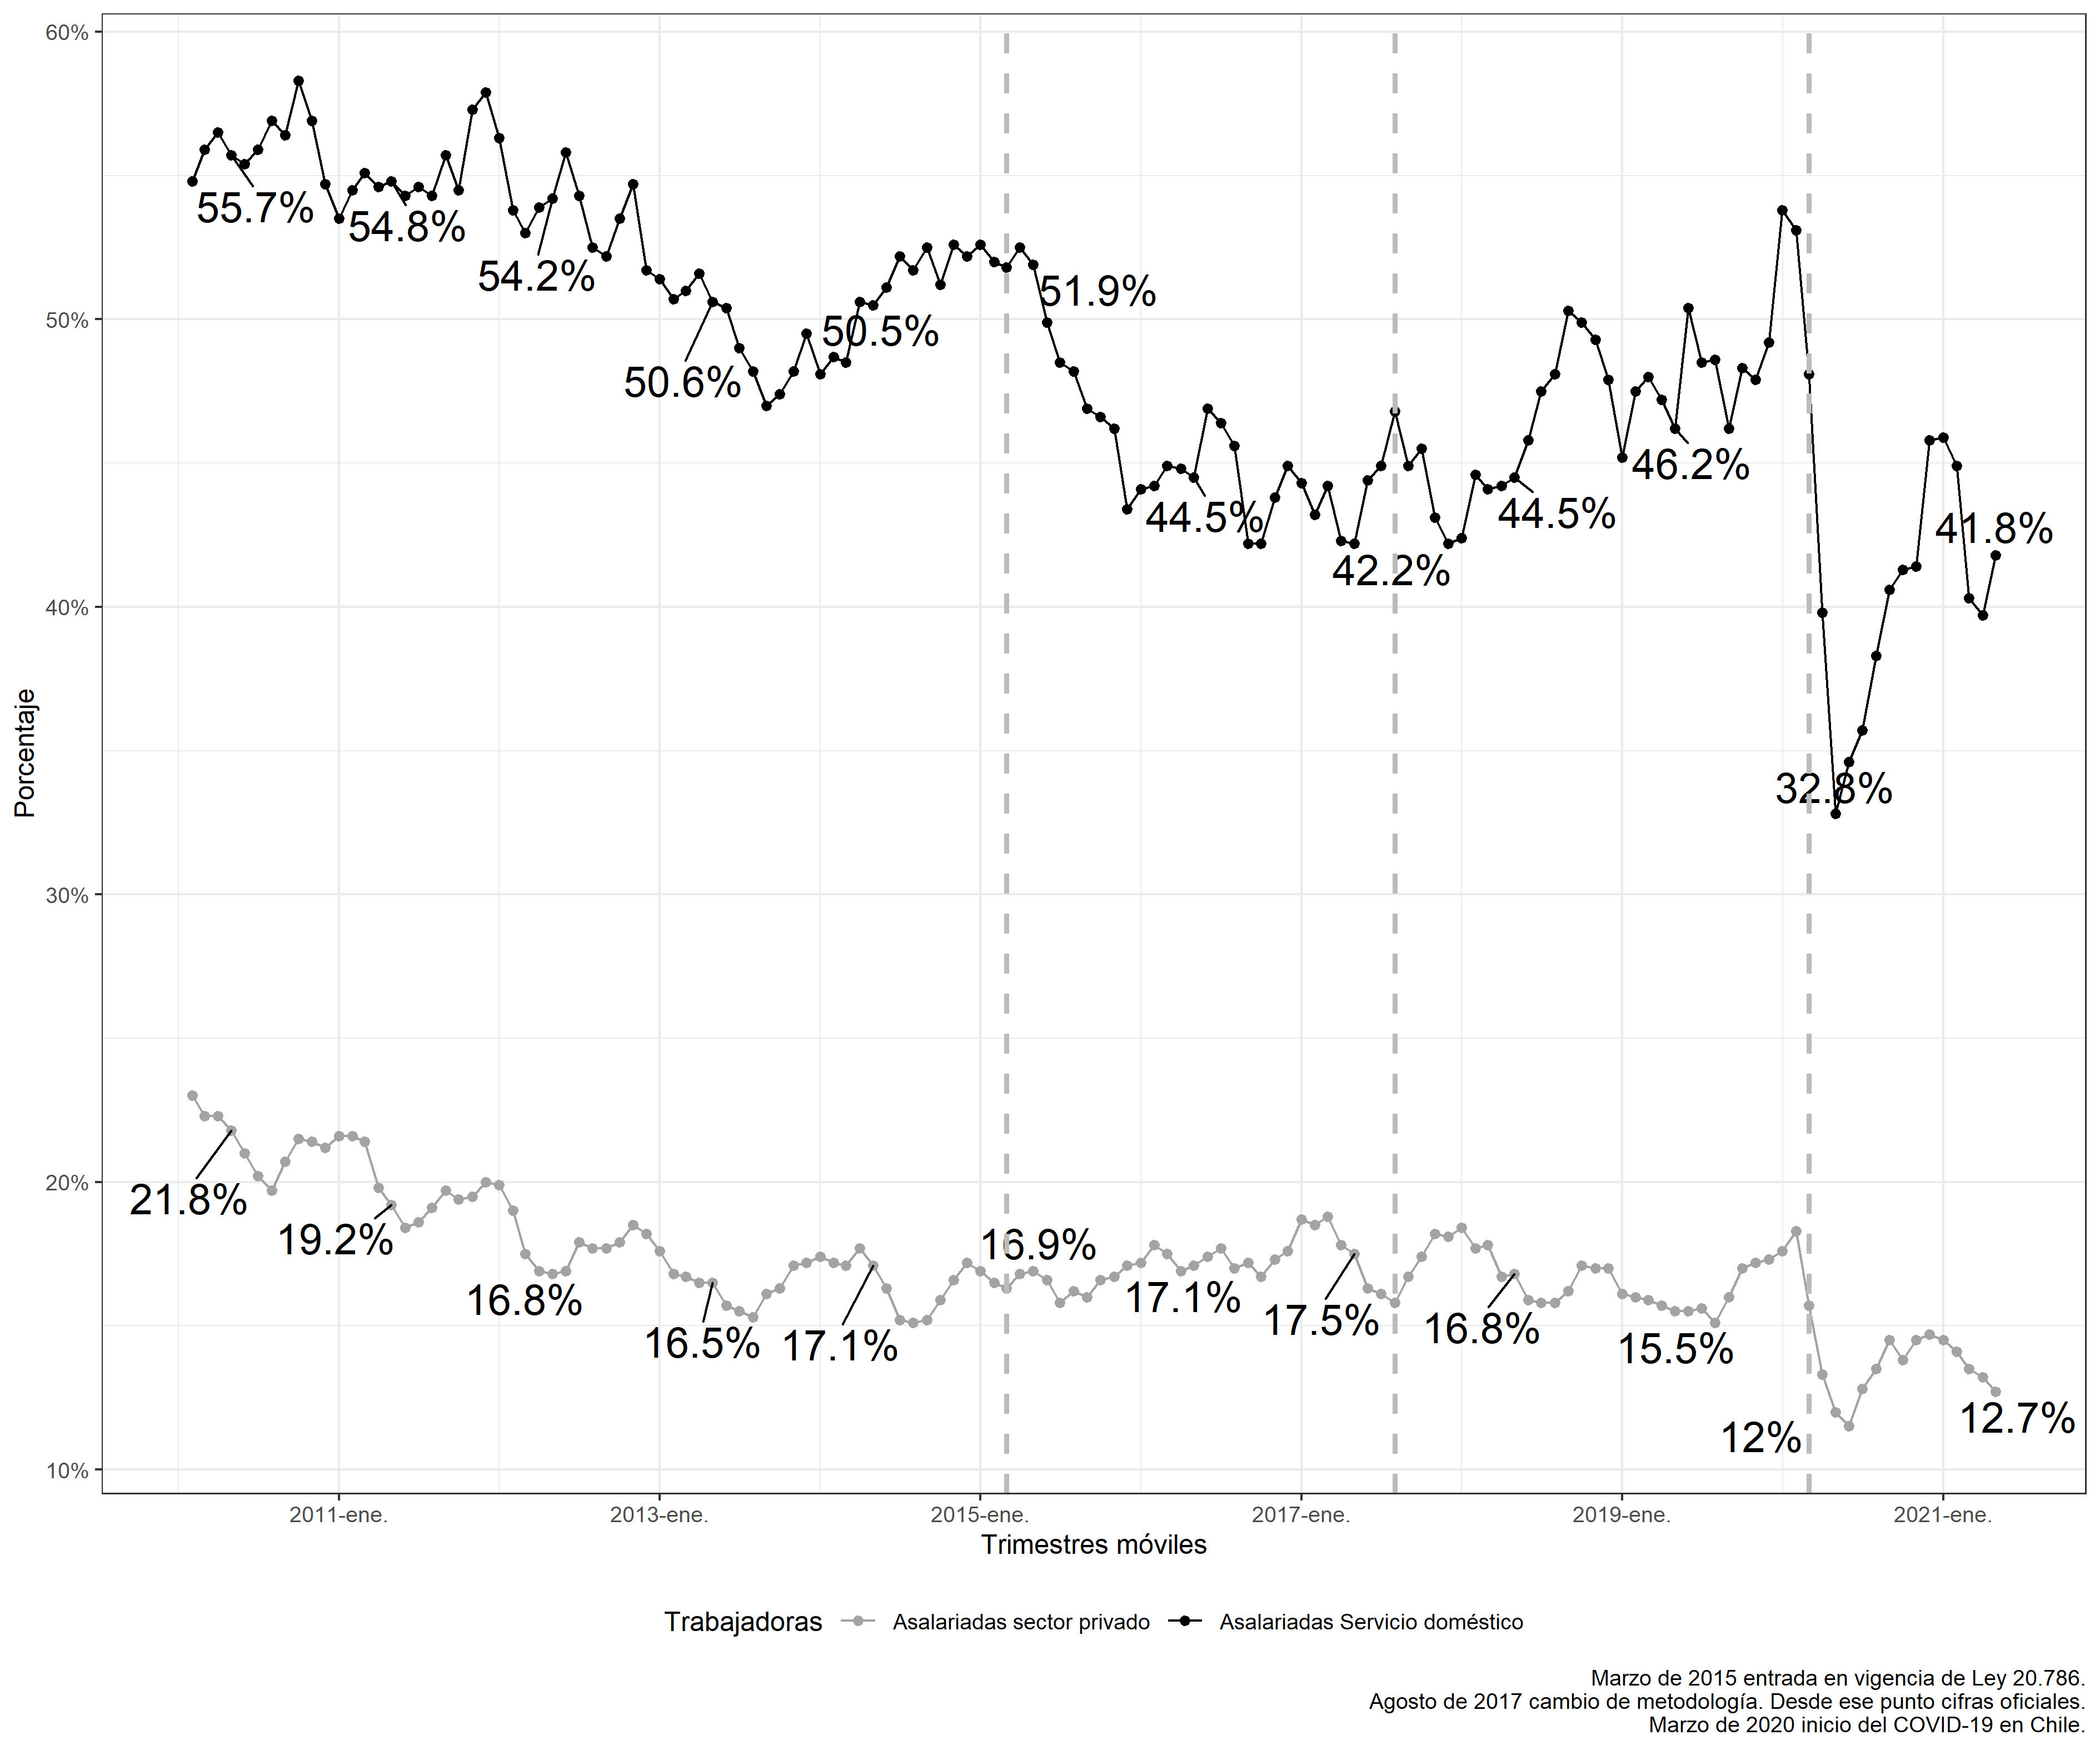 60%
50%
40%
30%
20%
10%
Porcentaje
55.7%
54.8%
54.2%
50.6%
50.5%
51.9%
44.5%
42.2%
44.5%
46.2%
32.8%
41.8%
21.8%
19.2%
16.8%
16.5%
17.1%
16.9%
17.1%
17.5%
16.8%
15.5%
12%
12.7%
2011-ene.
2013-ene.
2015-ene.
2017-ene.
2019-ene.
2021-ene.
Trimestres móviles
Trabajadoras
Asalariadas sector privado
Asalariadas Servicio doméstico
Marzo de 2015 entrada en vigencia de Ley 20.786.
Agosto de 2017 cambio de metodología. Desde ese punto cifras oficiales.
Marzo de 2020 inicio del COVID-19 en Chile.